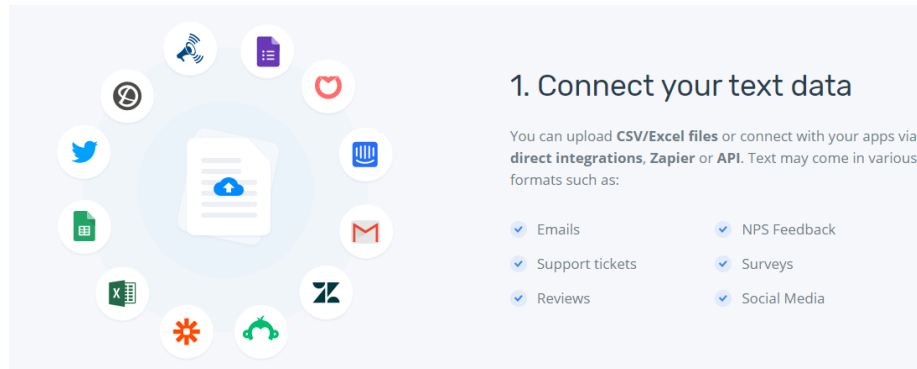 1. Connect your text data
You can upload CSV/Excel files or connect with your apps via
direct integrations, Zapier or API. Text may come in various
formats such as:
Emails
NPS Feedback
Support tickets
Surveys
Reviews
Social Media